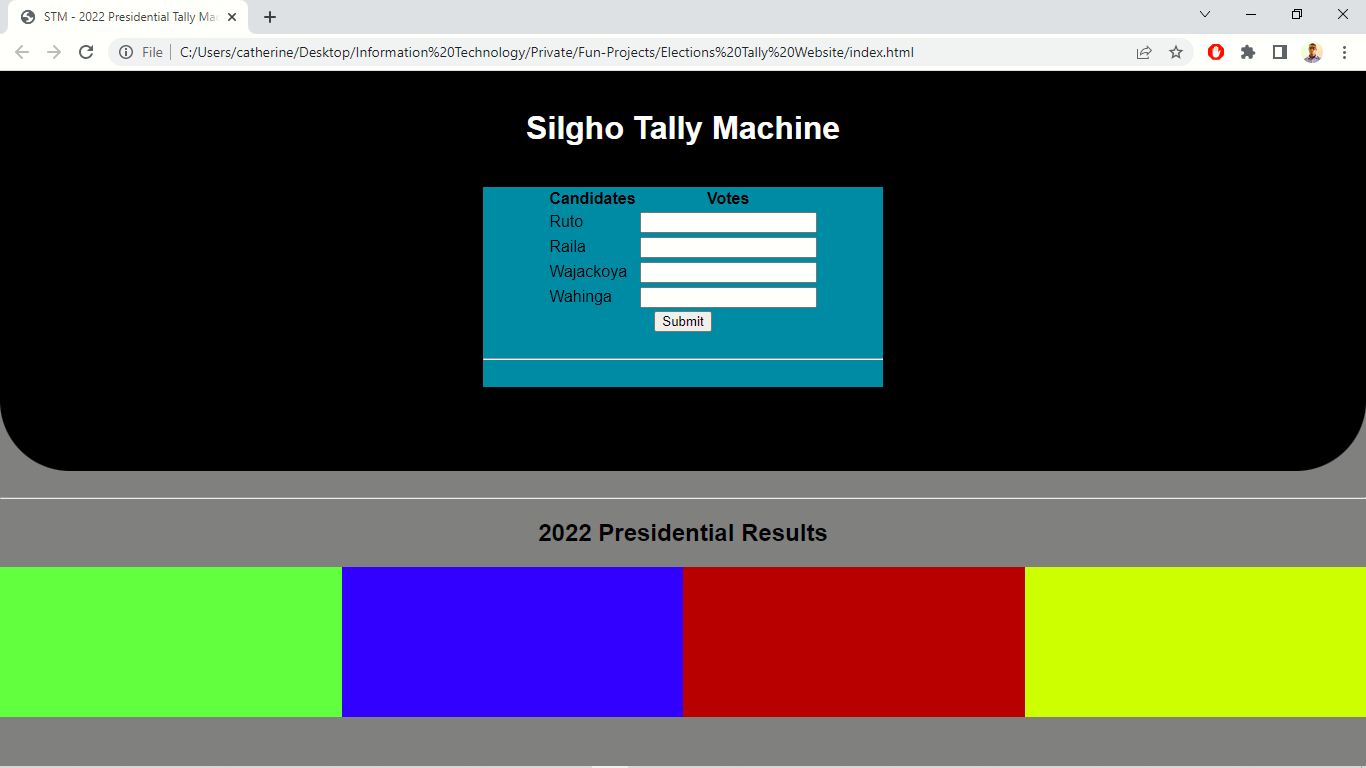 STM - 2022 Presidential Tally Mac
File
C:/Users/catherine/Desktop/Information%20Technology/Private/Fun-Projects/Elections%20Tally%20Website/index.html
Silgho Tally Machine
Candidates Votes
Ruto
Raila
Wajackoya
Wahinga
Submit
2022 Presidential Results